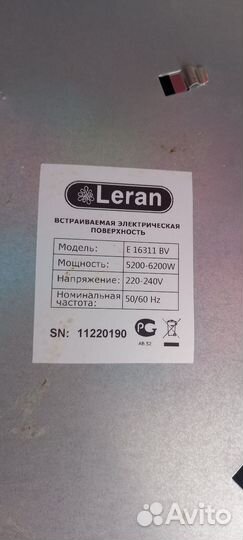 Leran
ВСТРАИВАЕМАЯ ЭЛЕКТРИЧЕСКАЯ
ПОВЕРХНОСТЬ
Модель: E 16311 BV
Мощность: 5200-6200W
Напряжение: 220-240V
Номинальная частота: 50/60 Hz
SN: 11220190
АВ 52
Avito